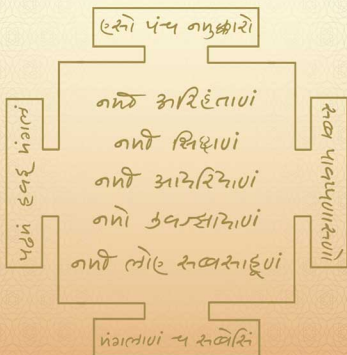 એસો પંચ નમુક્કારો
નમો અરિહંતાણં
નમો સિદ્ધાણં
નમો આયરિયાણં
નમો ઉવજ્ઝાયાણં
નમો લોએ સવ્વસાહૂણં
સવ્વ પાવપ્પણાસણો
મંગલાણં ચ સવ્વેસિં
પઢમં હવઇ મંગલં